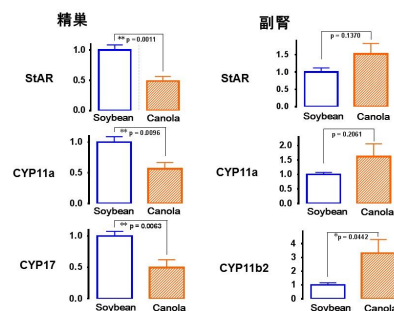 精巣
副腎
StAR
** p = 0.0011
1.0
0.5
0.0
Soybean Canola
StAR
p = 0.1370
1.5
1.0
0.5
0.0
Soybean Canola
CYP11a
** p = 0.0096
1.0
0.5
0.0
Soybean Canola
CYP11a
p = 0.2061
2.0
1.5
1.0
0.5
0.0
Soybean Canola
CYP17
** p = 0.0063
1.0
0.5
0.0
Soybean Canola
CYP11b2
*p = 0.0442
4
3
2
1
0
Soybean Canola